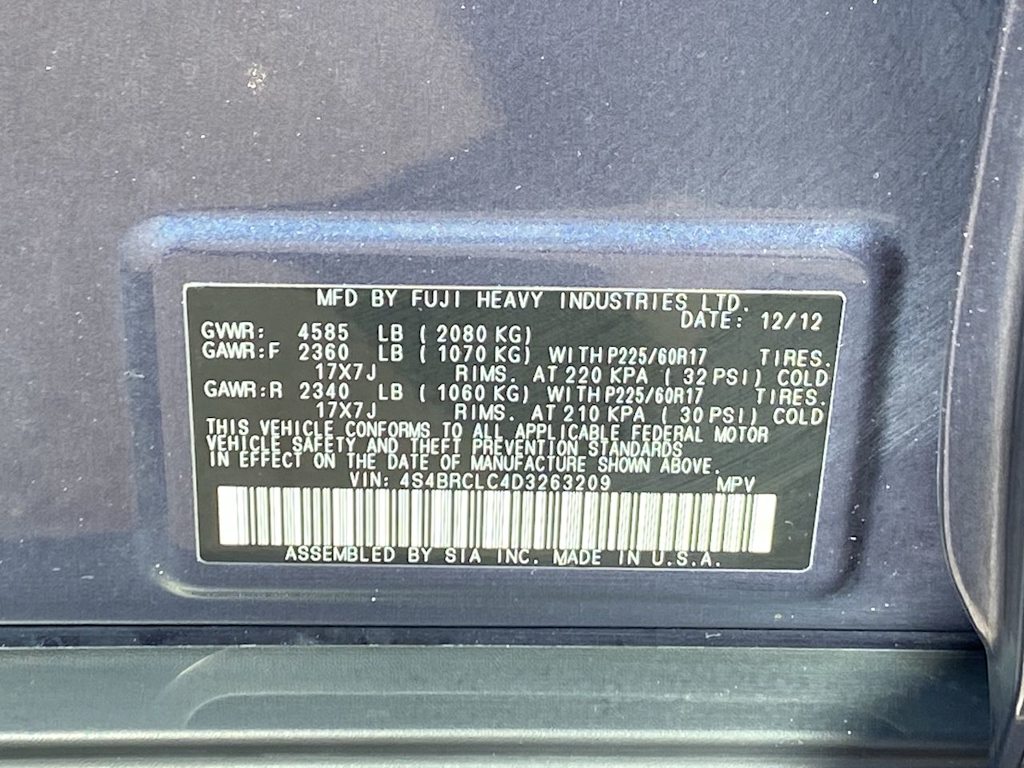 MFD BY FUJI HEAVY INDUSTRIES LTD.
DATE: 12/12
GVWR: 4585 LB (2080 KG)
GAWR:F 2360 LB (1070 KG) WITH P225/60R17 TIRES.
17X7J RIMS. AT 220 KPA (32 PSI) COLD
GAWR:R 2340 LB (1060 KG) WITH P225/60R17 TIRES.
17X7J RIMS. AT 210 KPA (30 PSI) COLD
THIS VEHICLE CONFORMS TO ALL APPLICABLE FEDERAL MOTOR
VEHICLE SAFETY AND THEFT PREVENTION STANDARDS
IN EFFECT ON THE DATE OF MANUFACTURE SHOWN ABOVE.
VIN: 4S4BRCLC4D3263209 MPV
ASSEMBLED BY SIA INC. MADE IN U.S.A.